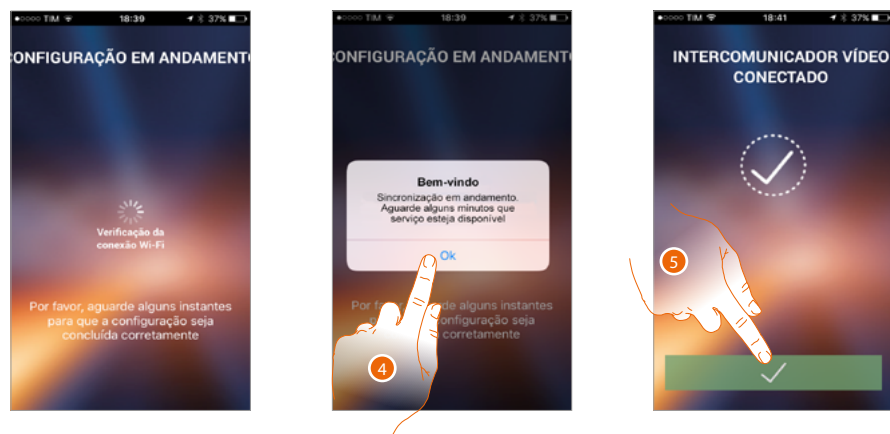 TIM 18:39 37%
CONFIGURAÇÃO EM ANDAMENT
Verificação da
conexão Wi-Fi
Por favor, aguarde alguns instantes
para que a configuração seja
concluída corretamente
TIM 18:39 37%
CONFIGURAÇÃO EM ANDAMENT
Bem-vindo
Sincronização em andamento.
Aguarde alguns minutos que
serviço esteja disponível
Ok
Por de alguns instantes
configuração seja
corretamente
4
TIM 18:41 37%
INTERCOMUNICADOR VÍDEO
CONECTADO
5